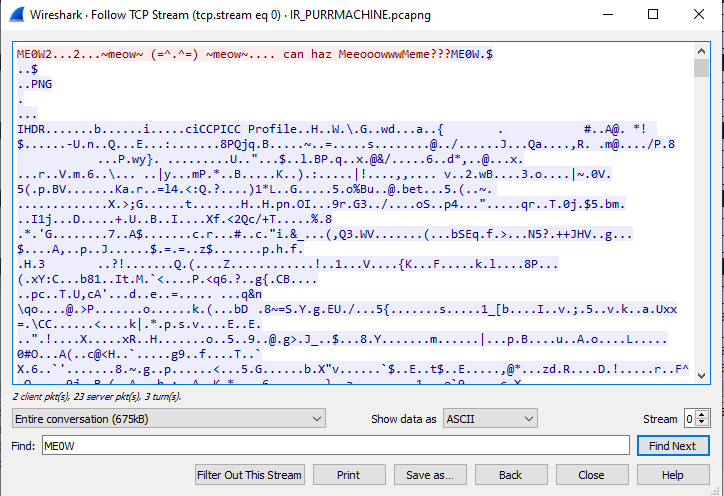 Wireshark · Follow TCP Stream (tcp.stream eq 0) · IR_PURRMACHINE.pcapng
ME0W2...2...~meow~ (=^.^=) ~meow~.... can haz MeeooowwwMeme???ME0W.$
..$
..PNG
.
...
IHDR.......b......i.....ciCCPICC Profile..H..W.\.G..wd...a..{ . #..A@. *!
$......-U.n..Q...E...:.......8PQjq.B.....~..=.....s........@../......J...Qa....,R. .m@..../P.8
...P.wy}. .........U.."...$..l.BP.q..x.@&/.....6..d*,..@...x.
...r..V.m.6..\... ..|y...mP.*..B.....K..).:.....|!....,,.... v..2.wB....3.o....|~.0V.
5(.p.BV.......Ka.r..=l4.<:Q.?....)1*L..G.....5.o%Bu..@.bet...5.(..~.
.............X.>;G......t.......H..H.pn.OI...9r.G3../....oS..p4...".....qr..T.0j.$5.bm.
..I1j...D.....+.U..B..I....Xf.<2Qc/+T.....%.8
.*.'G........7..A$......c.r...#..c."i.&_...(,Q3.WV.......(...bSEq.f.>...N5?.++JHV..g...
$....A,..p..J......$.=.=..z$......p.h.f.
.H.3 ..?!.......Q.(....Z............!..1...V....{K...F.....k.l....8P...
(.xY:C...b81..It.M.`<....P.<q6.?..g{.CB....
..pc..T.U,cA'...d..e..=..... ...q&n
\qo....@.>P.......o......k.(...bD .8~=S.Y.g.EU./...5{.......s.....1_[b....I..v.;.5..v.k..a.Uxx
=.\CC......<....k|.*.p.s.v....E..E.
..".!....X.....xR..H.......o..5..9..@.g>.J_..$...8.Y.......m......|...p.B....u..A.o....L.....
0#O...A(..c@<H..`.....g9..f....T..`
X.6..`'......8.~.g..p......<...5.G......b.X"v.....`$..E..t$..E.....,@*...zd.R....D.!.....r..F^
2 client pkt(s), 23 server pkt(s), 3 turn(s).
Entire conversation (675kB)
Show data as
ASCII
Stream
0
Find:
ME0W
Find Next
Filter Out This Stream
Print
Save as...
Back
Close
Help